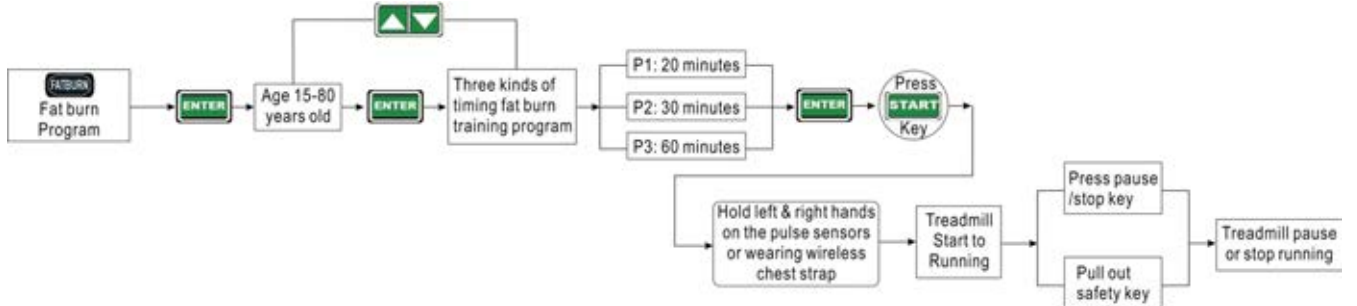 FATBURN
Fat burn
Program
ENTER
Age 15-80
years old
ENTER
Three kinds of
timing fat burn
training program
P1: 20 minutes
P2: 30 minutes
P3: 60 minutes
ENTER
Press
START
Key
Hold left & right hands
on the pulse sensors
or wearing wireless
chest strap
Treadmill
Start to
Running
Press pause
/stop key
Pull out
safety key
Treadmill pause
or stop running